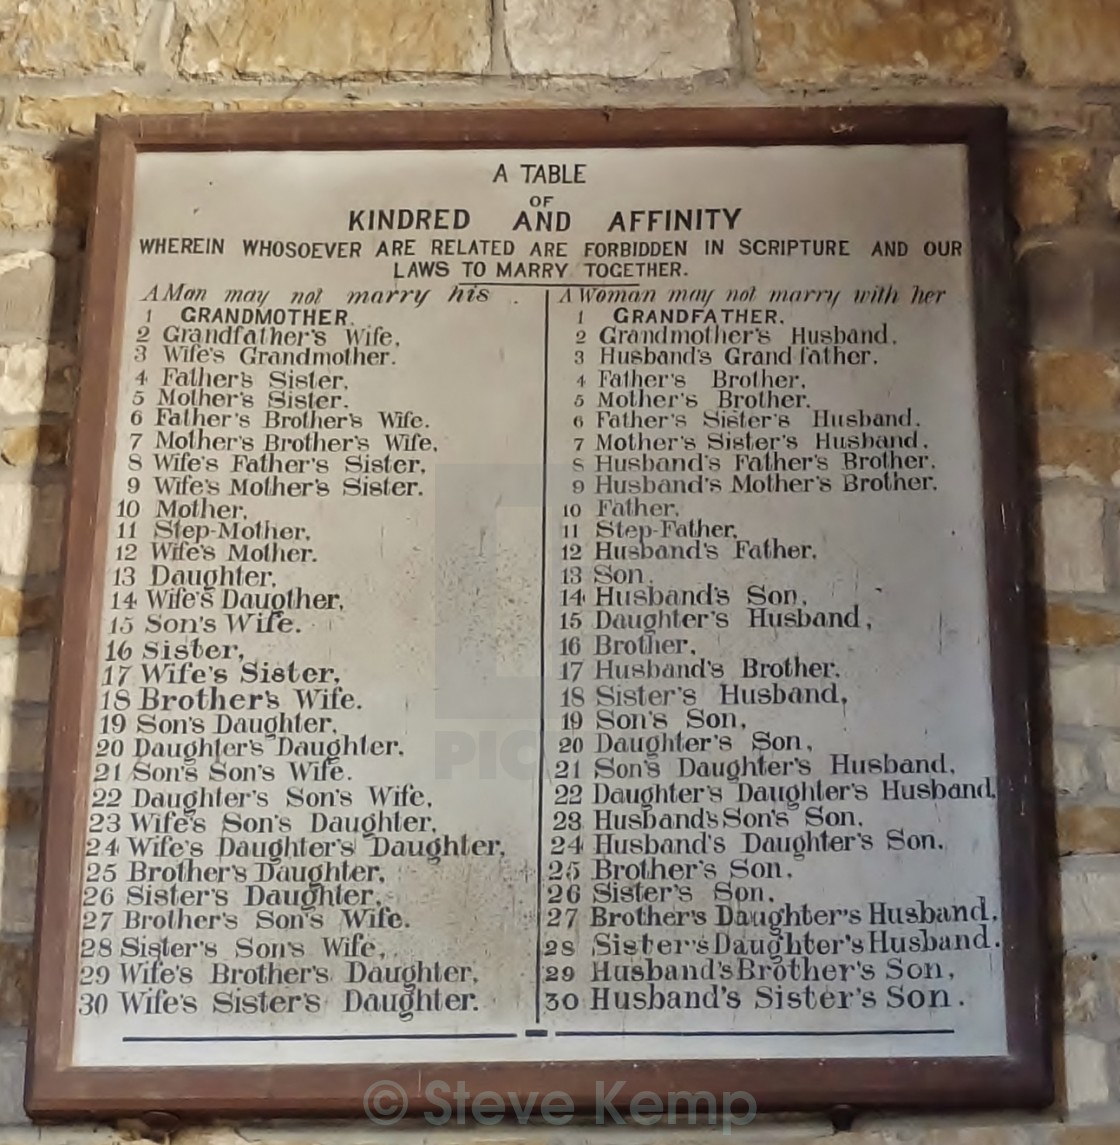 A TABLE
OF
KINDRED AND AFFINITY
WHEREIN WHOSOEVER ARE RELATED ARE FORBIDDEN IN SCRIPTURE AND OUR
LAWS TO MARRY TOGETHER.
A Man may not marry his
1 GRANDMOTHER.
2 Grandfather's Wife,
3 Wife's Grandmother.
4 Father's Sister,
5 Mother's Sister.
6 Father's Brother's Wife.
7 Mother's Brother's Wife.
8 Wife's Father's Sister,
9 Wife's Mother's Sister.
10 Mother,
11 Step-Mother,
12 Wife's Mother.
13 Daughter,
14 Wife's Daugther,
15 Son's Wife.
16 Sister,
17 Wife's Sister,
18 Brother's Wife.
19 Son's Daughter,
20 Daughter's Daughter,
21 Son's Son's Wife.
22 Daughter's Son's Wife,
23 Wife's Son's Daughter,
24 Wife's Daughter's Daughter,
25 Brother's Daughter,
26 Sister's Daughter,
27 Brother's Son's Wife.
28 Sister's Son's Wife,
29 Wife's Brother's Daughter,
30 Wife's Sister's Daughter.
A Woman may not marry with her
1 GRANDFATHER.
2 Grandmother's Husband.
3 Husband's Grandfather.
4 Father's Brother,
5 Mother's Brother.
6 Father's Sister's Husband.
7 Mother's Sister's Husband.
8 Husband's Father's Brother.
9 Husband's Mother's Brother.
10 Father.
11 Step-Father,
12 Husband's Father.
13 Son.
14 Husband's Son,
15 Daughter's Husband,
16 Brother.
17 Husband's Brother.
18 Sister's Husband,
19 Son's Son,
20 Daughter's Son,
21 Son's Daughter's Husband,
22 Daughter's Daughter's Husband,
23 Husband's Son's Son.
24 Husband's Daughter's Son.
25 Brother's Son.
26 Sister's Son.
27 Brother's Daughter's Husband,
28 Sister's Daughter's Husband.
29 Husband's Brother's Son,
30 Husband's Sister's Son.
© Steve Kemp